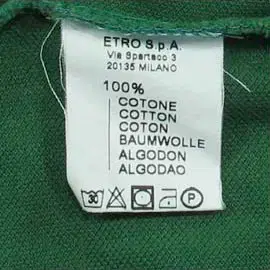 ETRO S.p.A.
Via Spartaco 3
20135 MILANO
100%
COTONE
COTTON
COTON
BAUMWOLLE
ALGODON
ALGODAO
30
P